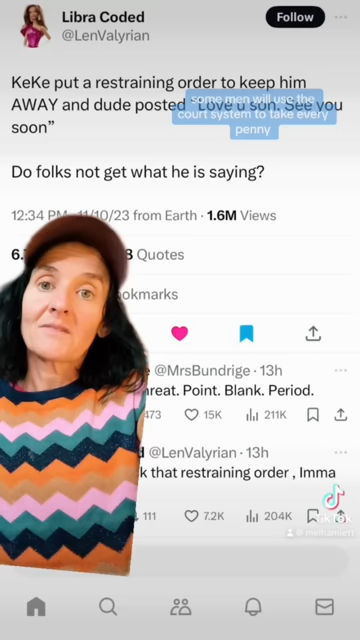 Libra Coded
@LenValyrian
Follow
KeKe put a restraining order to keep him
AWAY and dude posted "Love u son. See you
soon"
some men will use the
court system to take every
penny
Do folks not get what he is saying?
12:34 PM · 11/10/23 from Earth · 1.6M Views
Quotes
@MrsBundrige · 13h
Point. Blank. Period.
473 15K 211K
@LenValyrian · 13h
that restraining order , Imma
111 7.2K 204K
TikTok